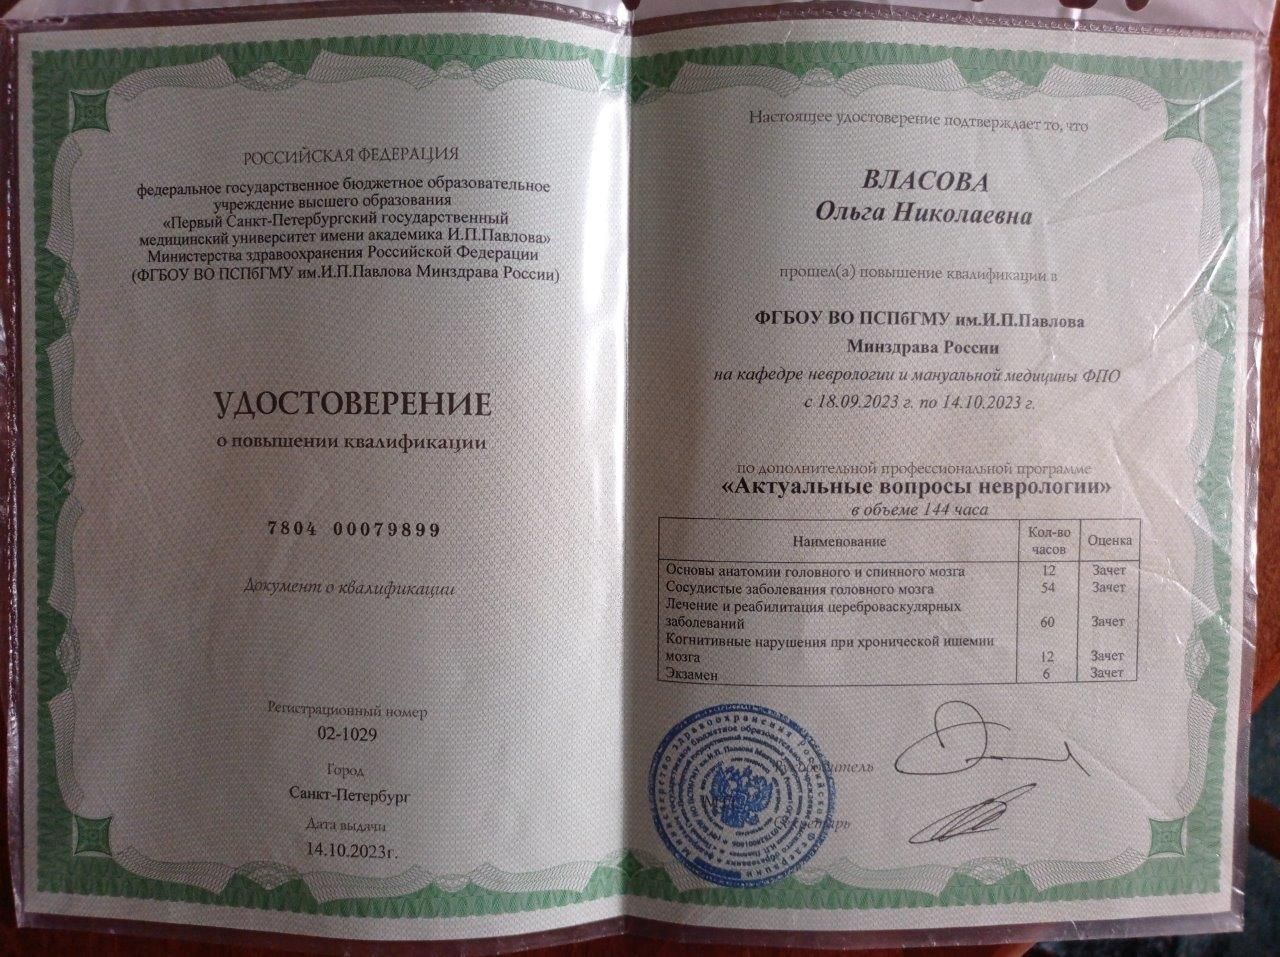 РОССИЙСКАЯ ФЕДЕРАЦИЯ
федеральное государственное бюджетное образовательное
учреждение высшего образования
«Первый Санкт-Петербургский государственный
медицинский университет имени академика И.П.Павлова»
Министерства здравоохранения Российской Федерации
(ФГБОУ ВО ПСПбГМУ им.И.П.Павлова Минздрава России)
УДОСТОВЕРЕНИЕ
о повышении квалификации
7804 00079899
Документ о квалификации
Регистрационный номер
02-1029
Город
Санкт-Петербург
Дата выдачи
14.10.2023г.
Настоящее удостоверение подтверждает то, что
ВЛАСОВА
Ольга Николаевна
прошел(а) повышение квалификации в
ФГБОУ ВО ПСПбГМУ им.И.П.Павлова
Минздрава России
на кафедре неврологии и мануальной медицины ФПО
с 18.09.2023 г. по 14.10.2023 г.
по дополнительной профессиональной программе
«Актуальные вопросы неврологии»
в объеме 144 часа
Наименование Кол-во часов Оценка
Основы анатомии головного и спинного мозга 12 Зачет
Сосудистые заболевания головного мозга 54 Зачет
Лечение и реабилитация цереброваскулярных
заболеваний 60 Зачет
Когнитивные нарушения при хронической ишемии
мозга 12 Зачет
Экзамен 6 Зачет
Руководитель
Секретарь
Министерство здравоохранения Российской Федерации